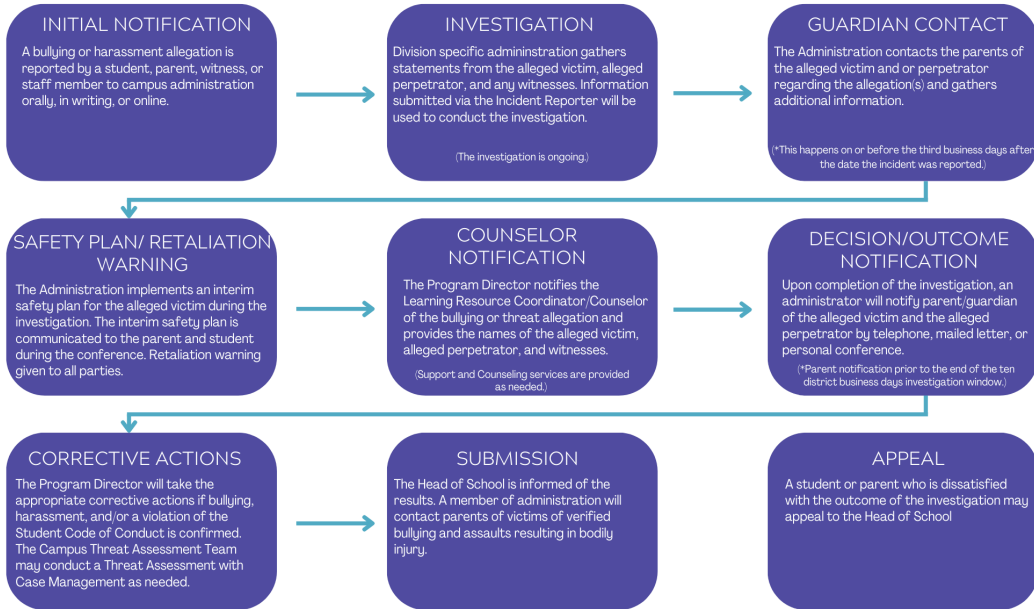 INITIAL NOTIFICATION
A bullying or harassment allegation is
reported by a student, parent, witness, or
staff member to campus administration
orally, in writing, or online.
INVESTIGATION
Division specific admininstration gathers
statements from the alleged victim, alleged
perpetrator, and any witnesses. Information
submitted via the Incident Reporter will be
used to conduct the investigation.
(The investigation is ongoing.)
GUARDIAN CONTACT
The Administration contacts the parents of
the alleged victim and or perpetrator
regarding the allegation(s) and gathers
additional information.
(*This happens on or before the third business days after
the date the incident was reported.)
SAFETY PLAN/ RETALIATION
WARNING
The Administration implements an interim
safety plan for the alleged victim during the
investigation. The interim safety plan is
communicated to the parent and student
during the conference. Retaliation warning
given to all parties.
COUNSELOR
NOTIFICATION
The Program Director notifies the
Learning Resource Coordinator/Counselor
of the bullying or threat allegation and
provides the names of the alleged victim,
alleged perpetrator, and witnesses.
(Support and Counseling services are provided
as needed.)
DECISION/OUTCOME
NOTIFICATION
Upon completion of the investigation, an
administrator will notify parent/guardian
of the alleged victim and the alleged
perpetrator by telephone, mailed letter, or
personal conference.
(*Parent notification prior to the end of the ten
district business days investigation window.)
CORRECTIVE ACTIONS
The Program Director will take the
appropriate corrective actions if bullying,
harassment, and/or a violation of the
Student Code of Conduct is confirmed.
The Campus Threat Assessment Team
may conduct a Threat Assessment with
Case Management as needed.
SUBMISSION
The Head of School is informed of the
results. A member of administration will
contact parents of victims of verified
bullying and assaults resulting in bodily
injury.
APPEAL
A student or parent who is dissatisfied
with the outcome of the investigation may
appeal to the Head of School